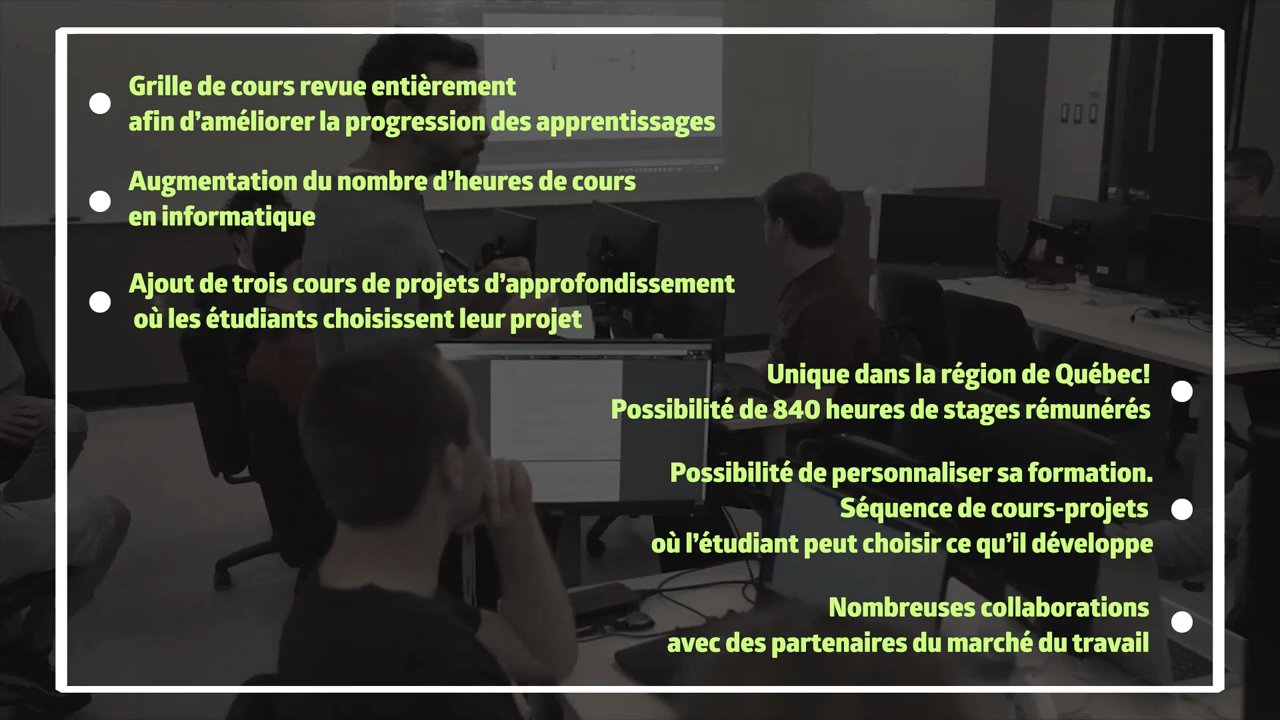 Grille de cours revue entièrement
afin d'améliorer la progression des apprentissages
Augmentation du nombre d'heures de cours
en informatique
Ajout de trois cours de projets d'approfondissement
où les étudiants choisissent leur projet
Unique dans la région de Québec!
Possibilité de 840 heures de stages rémunérés
Possibilité de personnaliser sa formation.
Séquence de cours-projets
où l'étudiant peut choisir ce qu'il développe
Nombreuses collaborations
avec des partenaires du marché du travail